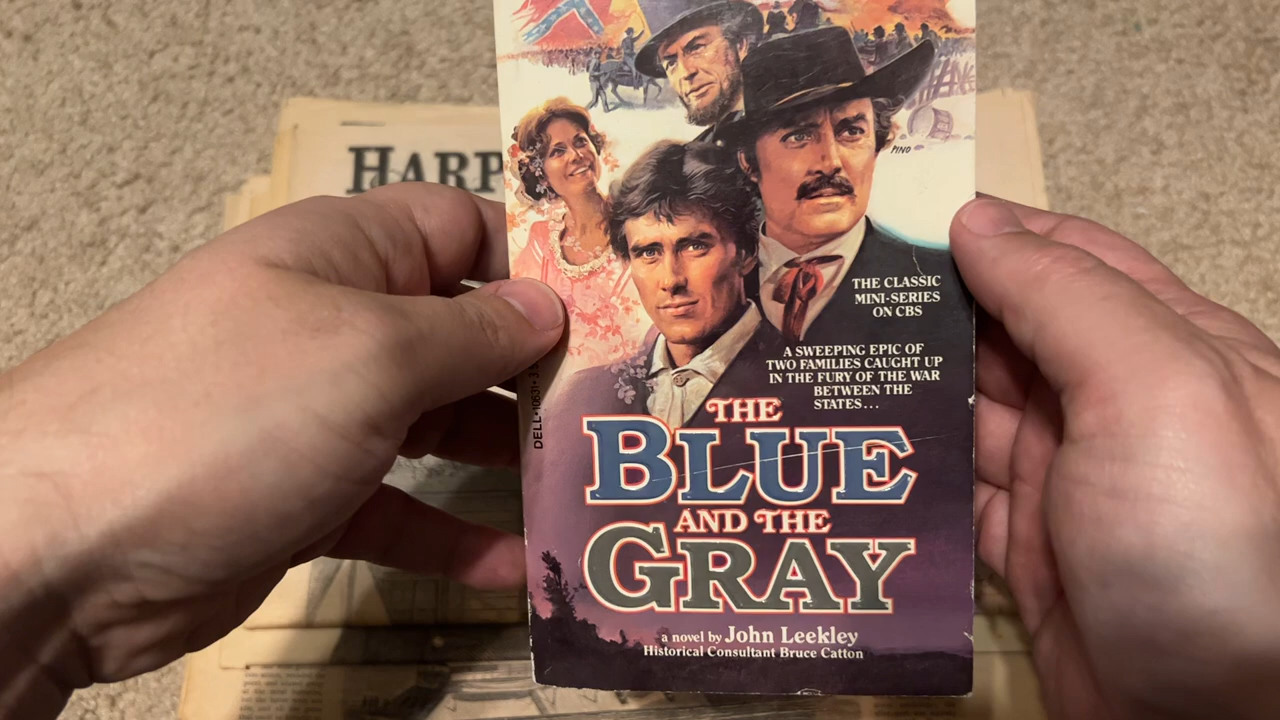 HARP
PINO
THE CLASSIC
MINI-SERIES
ON CBS
A SWEEPING EPIC OF
TWO FAMILIES CAUGHT UP
IN THE FURY OF THE WAR
BETWEEN THE
STATES...
DELL • 10631 •
THE
BLUE
AND THE
GRAY
a novel by John Leekley
Historical Consultant Bruce Catton